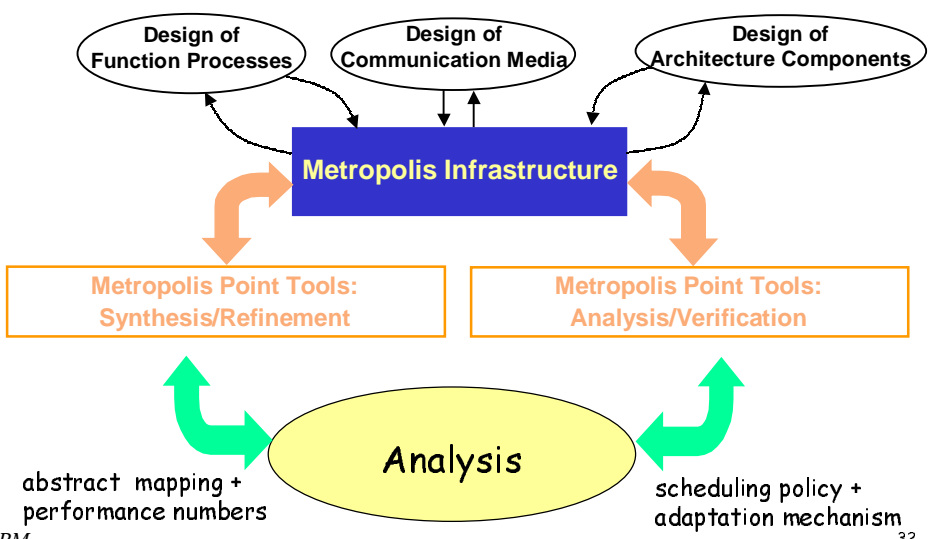 Design of
Function Processes
Design of
Communication Media
Design of
Architecture Components
Metropolis Infrastructure
Metropolis Point Tools:
Synthesis/Refinement
Metropolis Point Tools:
Analysis/Verification
Analysis
abstract mapping +
performance numbers
scheduling policy +
adaptation mechanism